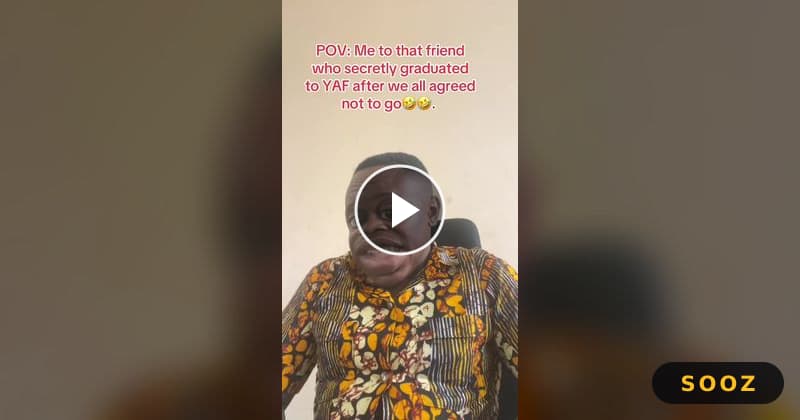 POV: Me to that friend
who secretly graduated
to YAF after we all agreed
not to go🤣🤣.
SOOZ